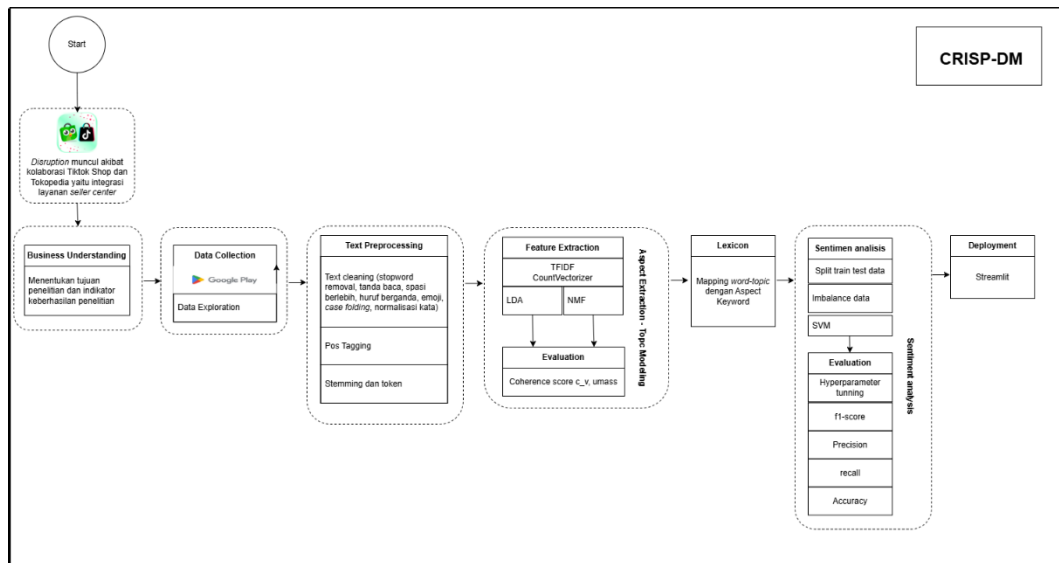 Start
CRISP-DM
Disruption muncul akibat
kolaborasi Tiktok Shop dan
Tokopedia yaitu integrasi
layanan seller center
Business Understanding
Menentukan tujuan
penelitian dan indikator
keberhasilan penelitian
Data Collection
Google Play
Data Exploration
Text Preprocessing
Text cleaning (stopword
removal, tanda baca, spasi
berlebih, huruf berganda, emoji,
case folding, normalisasi kata)
Pos Tagging
Stemming dan token
Feature Extraction
TFIDF
CountVectorizer
LDA
NMF
Evaluation
Coherence score c_v, umass
Aspect Extraction - Topc Modeling
Lexicon
Mapping word-topic
dengan Aspect
Keyword
Sentimen analisis
Split train test data
Imbalance data
SVM
Evaluation
Hyperparameter
tunning
f1-score
Precision
recall
Accuracy
Sentiment analysis
Deployment
Streamlit